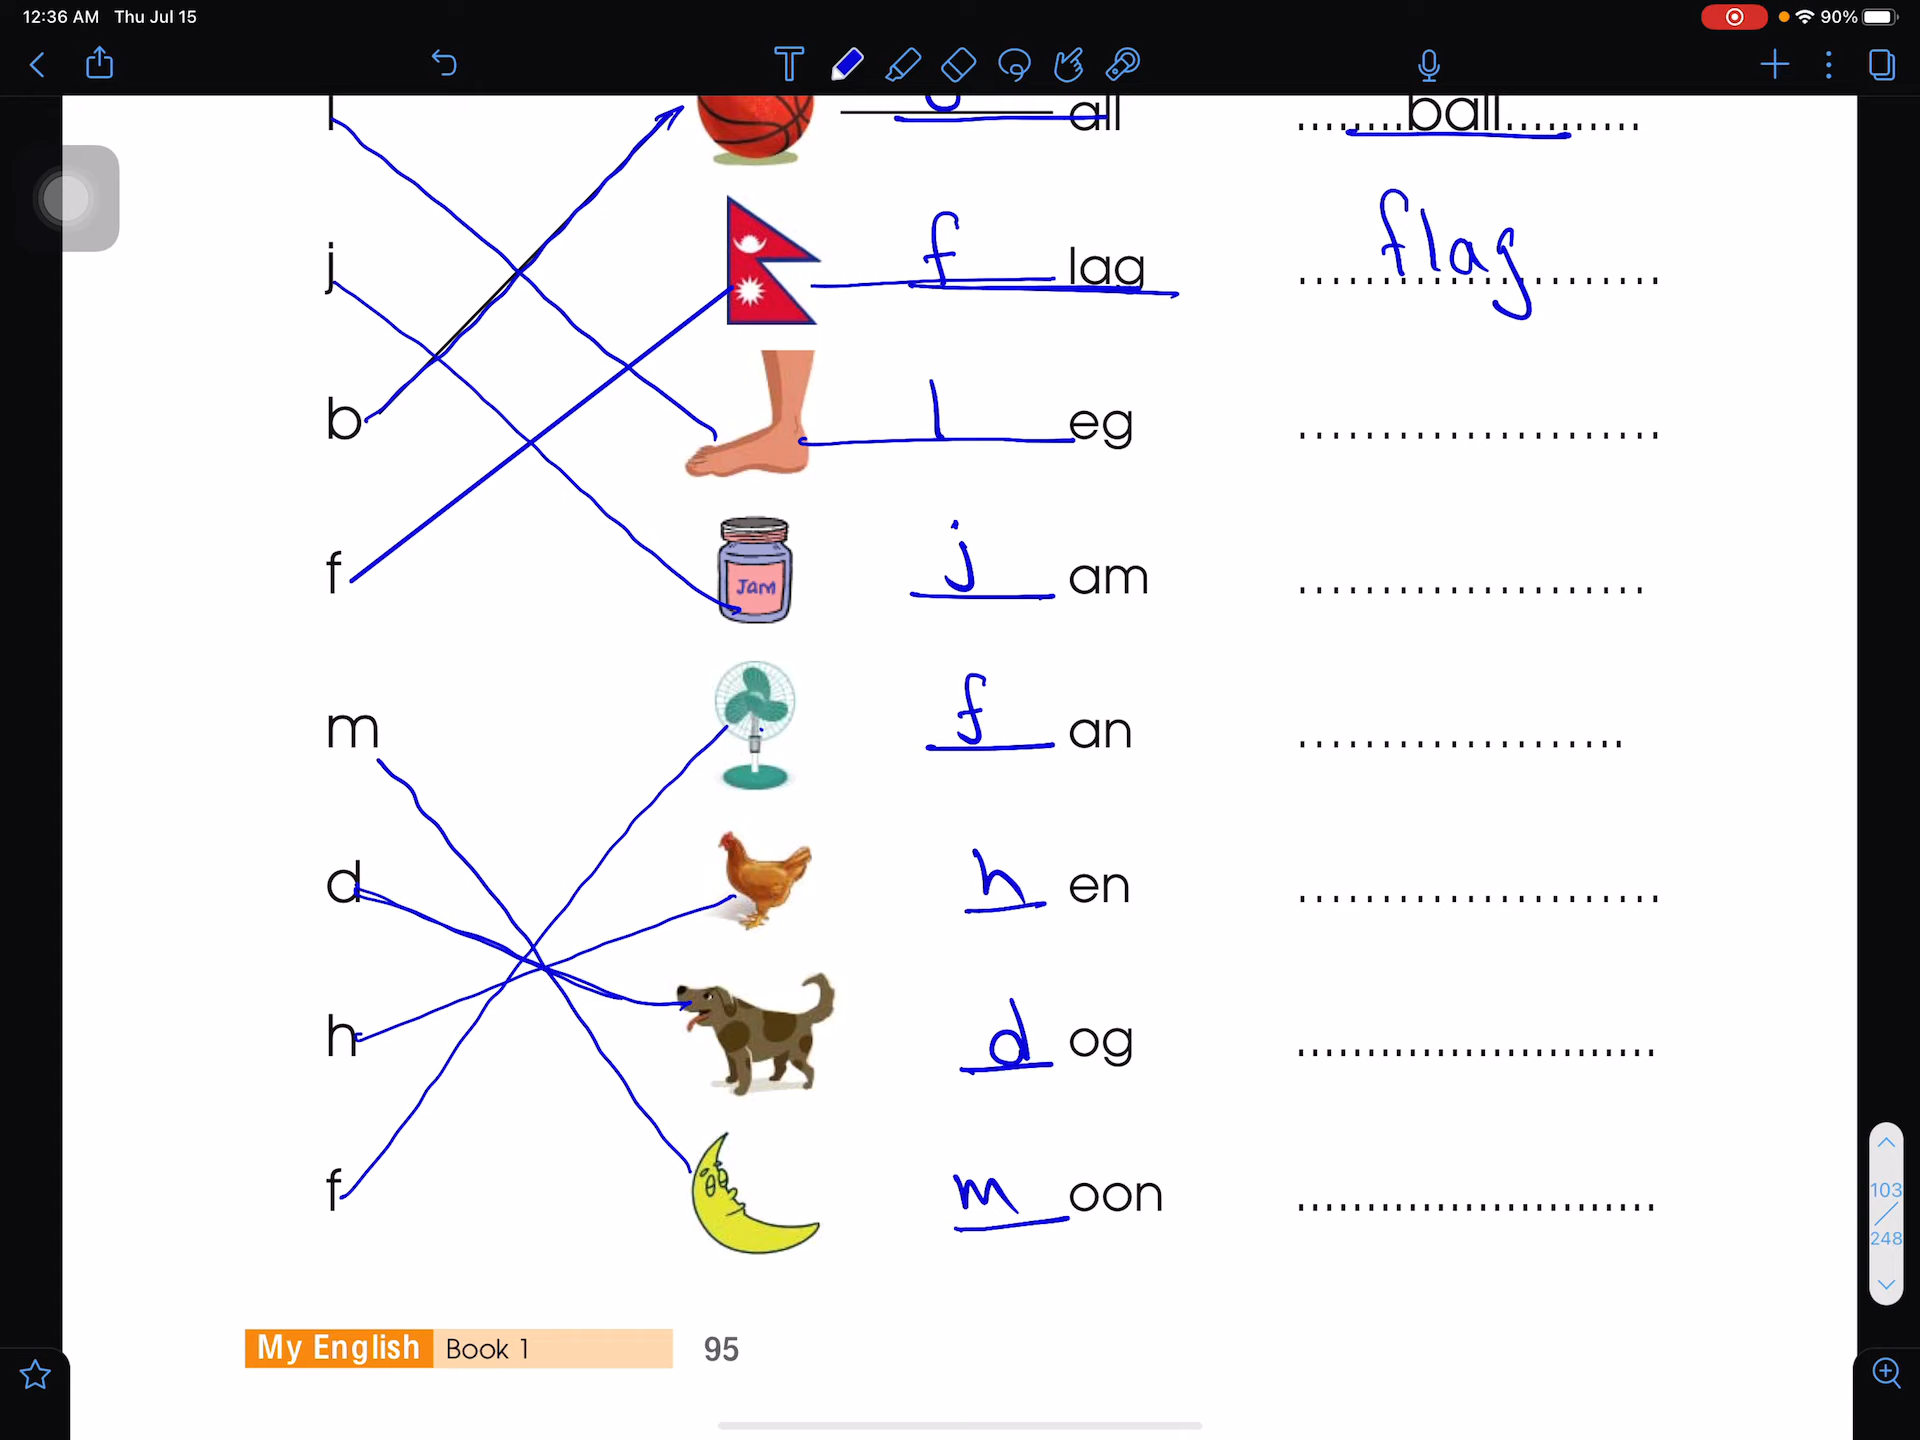 12:36 AM Thu Jul 15 90%
l all ........ball..........
j f lag flag
b l eg
f Jam j am
m f an
d h en
h d og
f m oon
103
248
My English Book 1 95